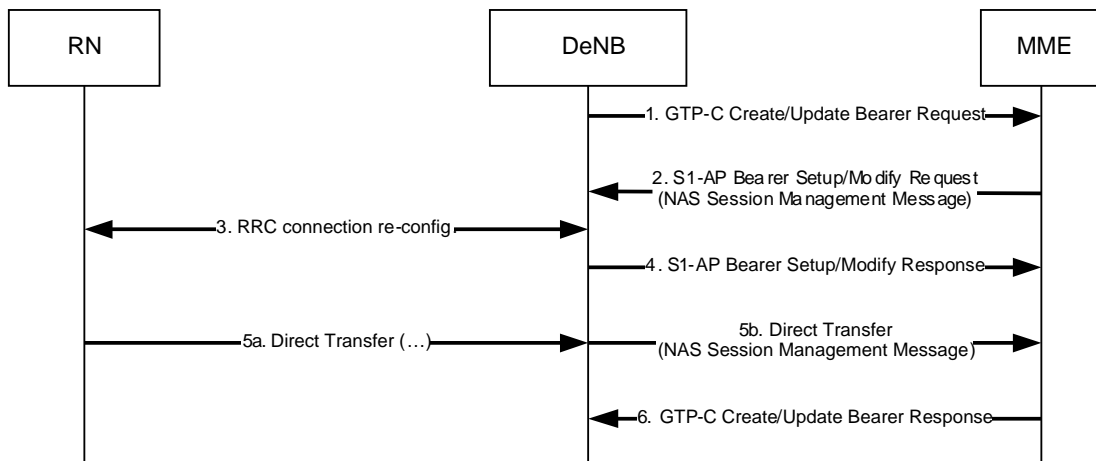 RN
DeNB
MME
1. GTP-C Create/Update Bearer Request
2. S1-AP Bearer Setup/Modify Request
(NAS Session Management Message)
3. RRC connection re-config.
4. S1-AP Bearer Setup/Modify Response
5a. Direct Transfer (…)
5b. Direct Transfer
(NAS Session Management Message)
6. GTP-C Create/Update Bearer Response